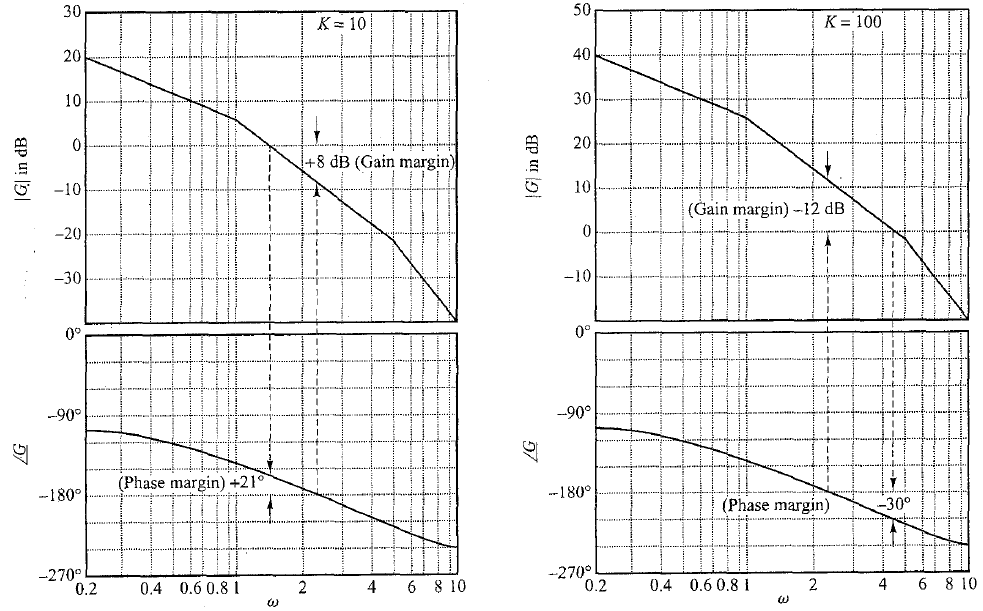 K = 10
30
20
10
0
−10
−20
−30
|G| in dB
+8 dB (Gain margin)
0°
−90°
−180°
−270°
∠G
(Phase margin) +21°
0.2 0.4 0.6 0.8 1 2 4 6 8 10
ω
K = 100
50
40
30
20
10
0
−10
|G| in dB
(Gain margin) −12 dB
0°
−90°
−180°
−270°
∠G
(Phase margin) −30°
0.2 0.4 0.6 0.8 1 2 4 6 8 10
ω